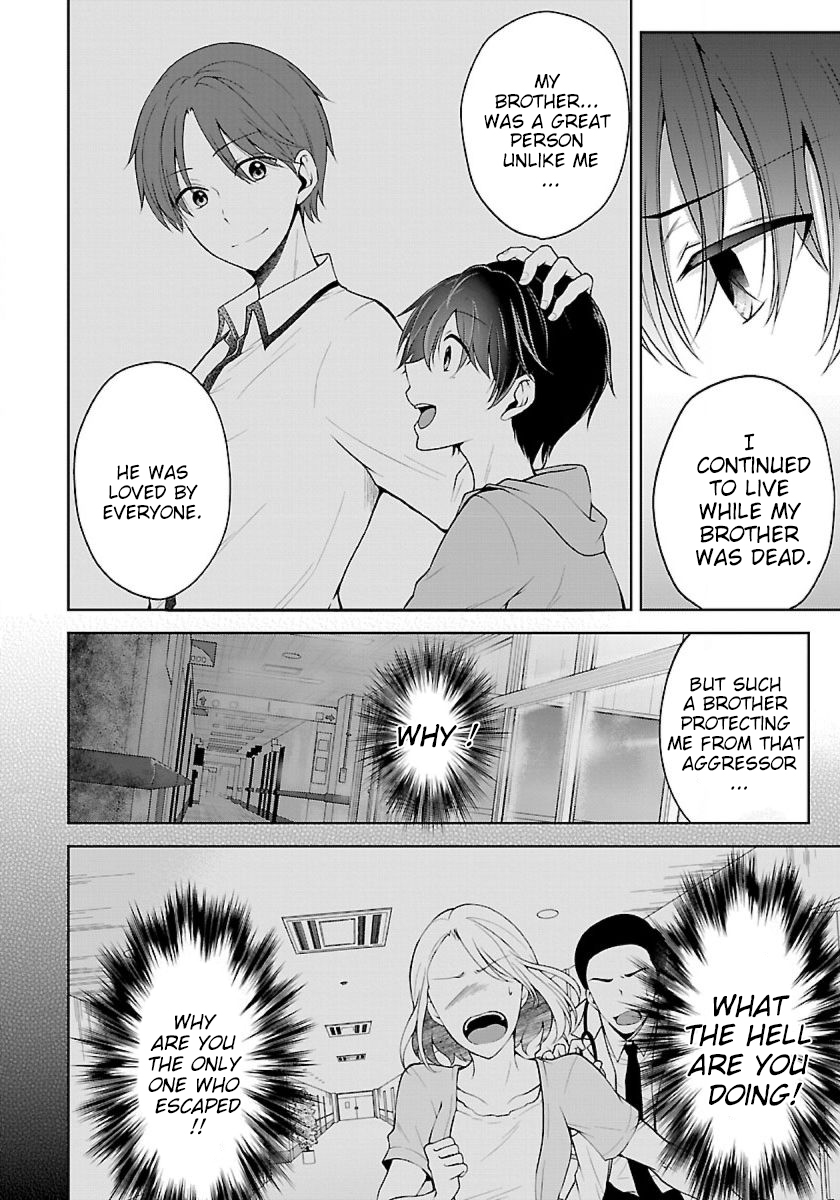 I
CONTINUED
TO LIVE
WHILE MY
BROTHER
WAS DEAD.
MY
BROTHER...
WAS A GREAT
PERSON
UNLIKE ME
...
HE WAS
LOVED BY
EVERYONE.
BUT SUCH
A BROTHER
PROTECTING
ME FROM THAT
AGGRESSOR
...
WHY !
WHAT
THE HELL
ARE YOU
DOING!
WHY
ARE YOU
THE ONLY
ONE WHO
ESCAPED
!!